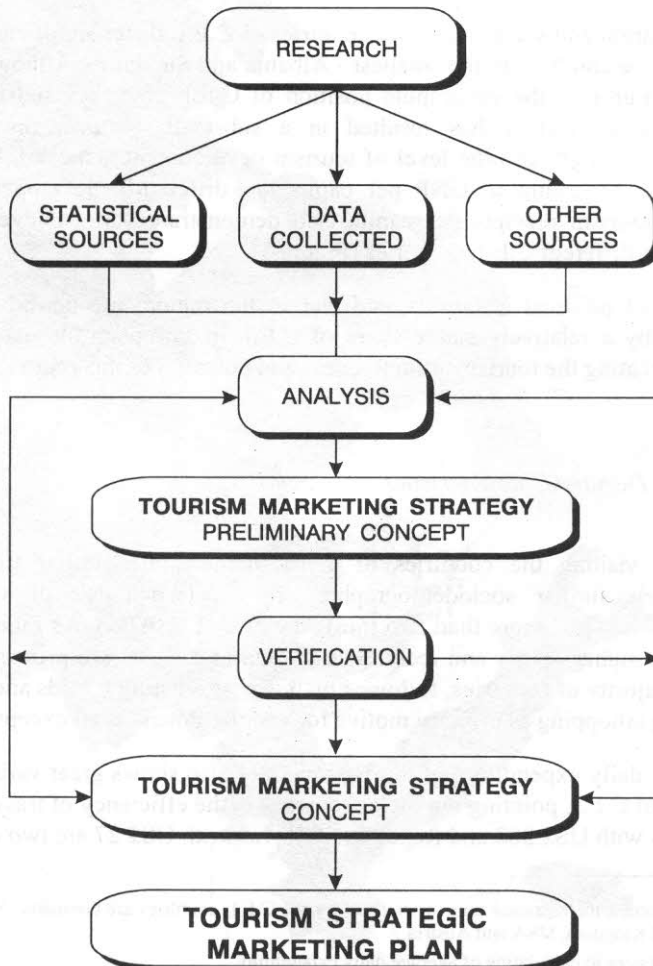 RESEARCH
STATISTICAL
SOURCES
DATA
COLLECTED
OTHER
SOURCES
ANALYSIS
TOURISM MARKETING STRATEGY
PRELIMINARY CONCEPT
VERIFICATION
TOURISM MARKETING STRATEGY
CONCEPT
TOURISM STRATEGIC
MARKETING PLAN